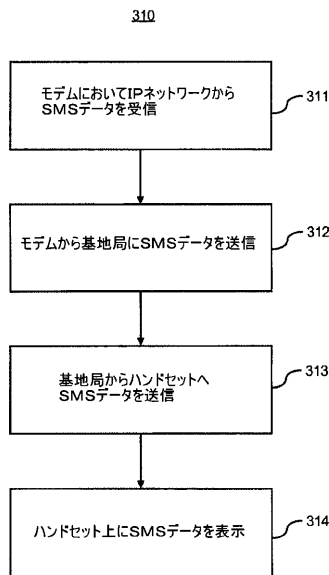 310
モデムにおいてIPネットワークから
SMSデータを受信
311
モデムから基地局にSMSデータを送信
312
基地局からハンドセットへ
SMSデータを送信
313
ハンドセット上にSMSデータを表示
314